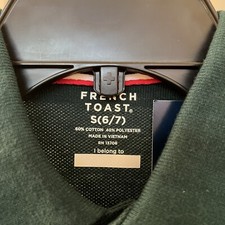 FRENCH
TOAST®
S(6/7)
60% COTTON 40% POLYESTER
MADE IN VIETNAM
RN 13708
I belong to